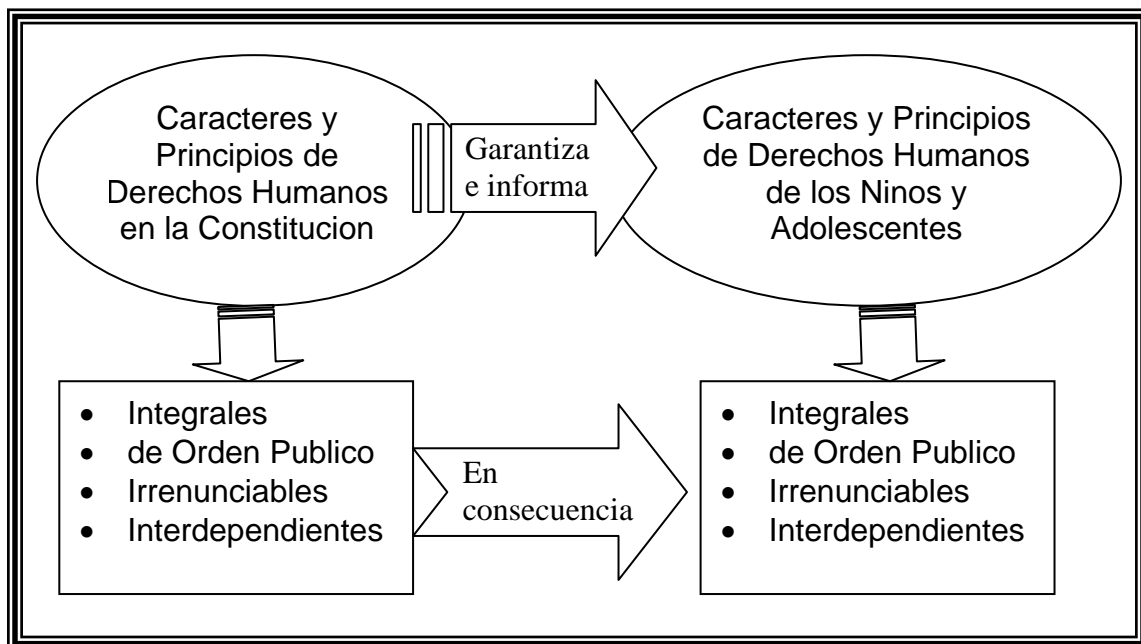 Caracteres y
Principios de
Derechos Humanos
en la Constitucion
Garantiza
e informa
Caracteres y Principios
de Derechos Humanos
de los Ninos y
Adolescentes
• Integrales
• de Orden Publico
• Irrenunciables
• Interdependientes
En
consecuencia
• Integrales
• de Orden Publico
• Irrenunciables
• Interdependientes